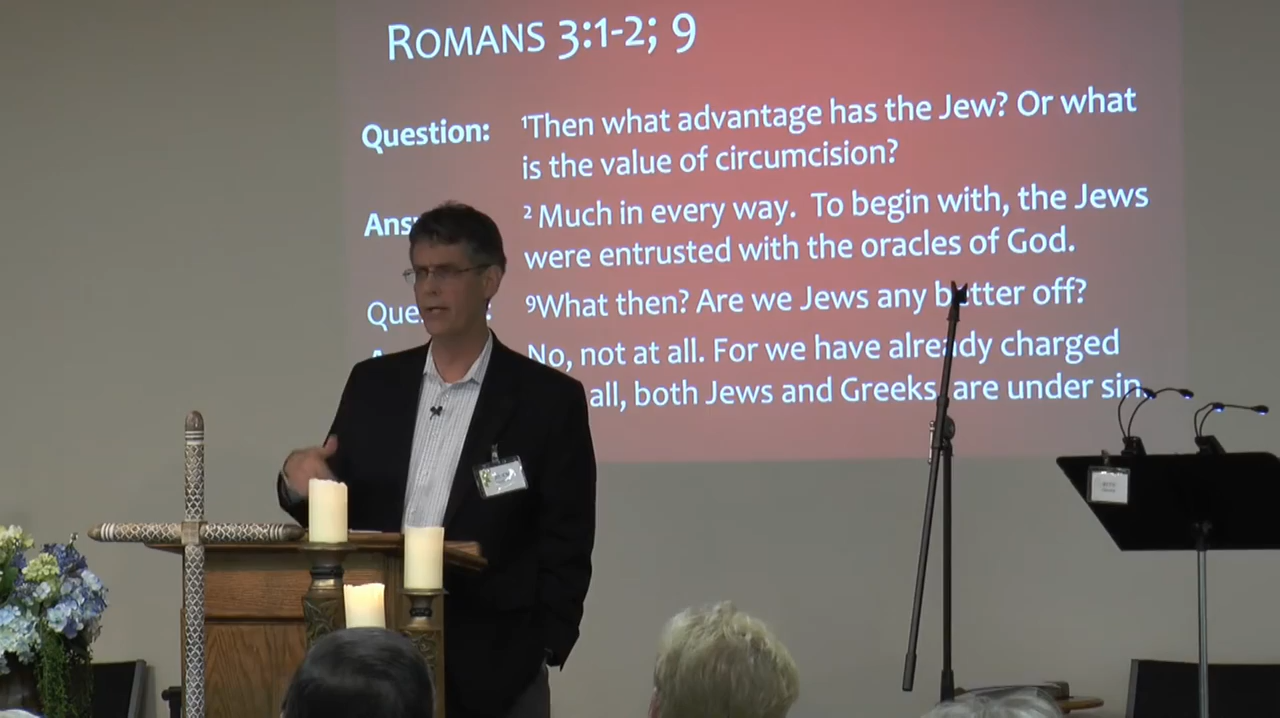 ROMANS 3:1-2; 9
Question: ¹Then what advantage has the Jew? Or what
is the value of circumcision?
Ans ² Much in every way. To begin with, the Jews
were entrusted with the oracles of God.
Que : ⁹What then? Are we Jews any better off?
No, not at all. For we have already charged
all, both Jews and Greeks, are under sin.